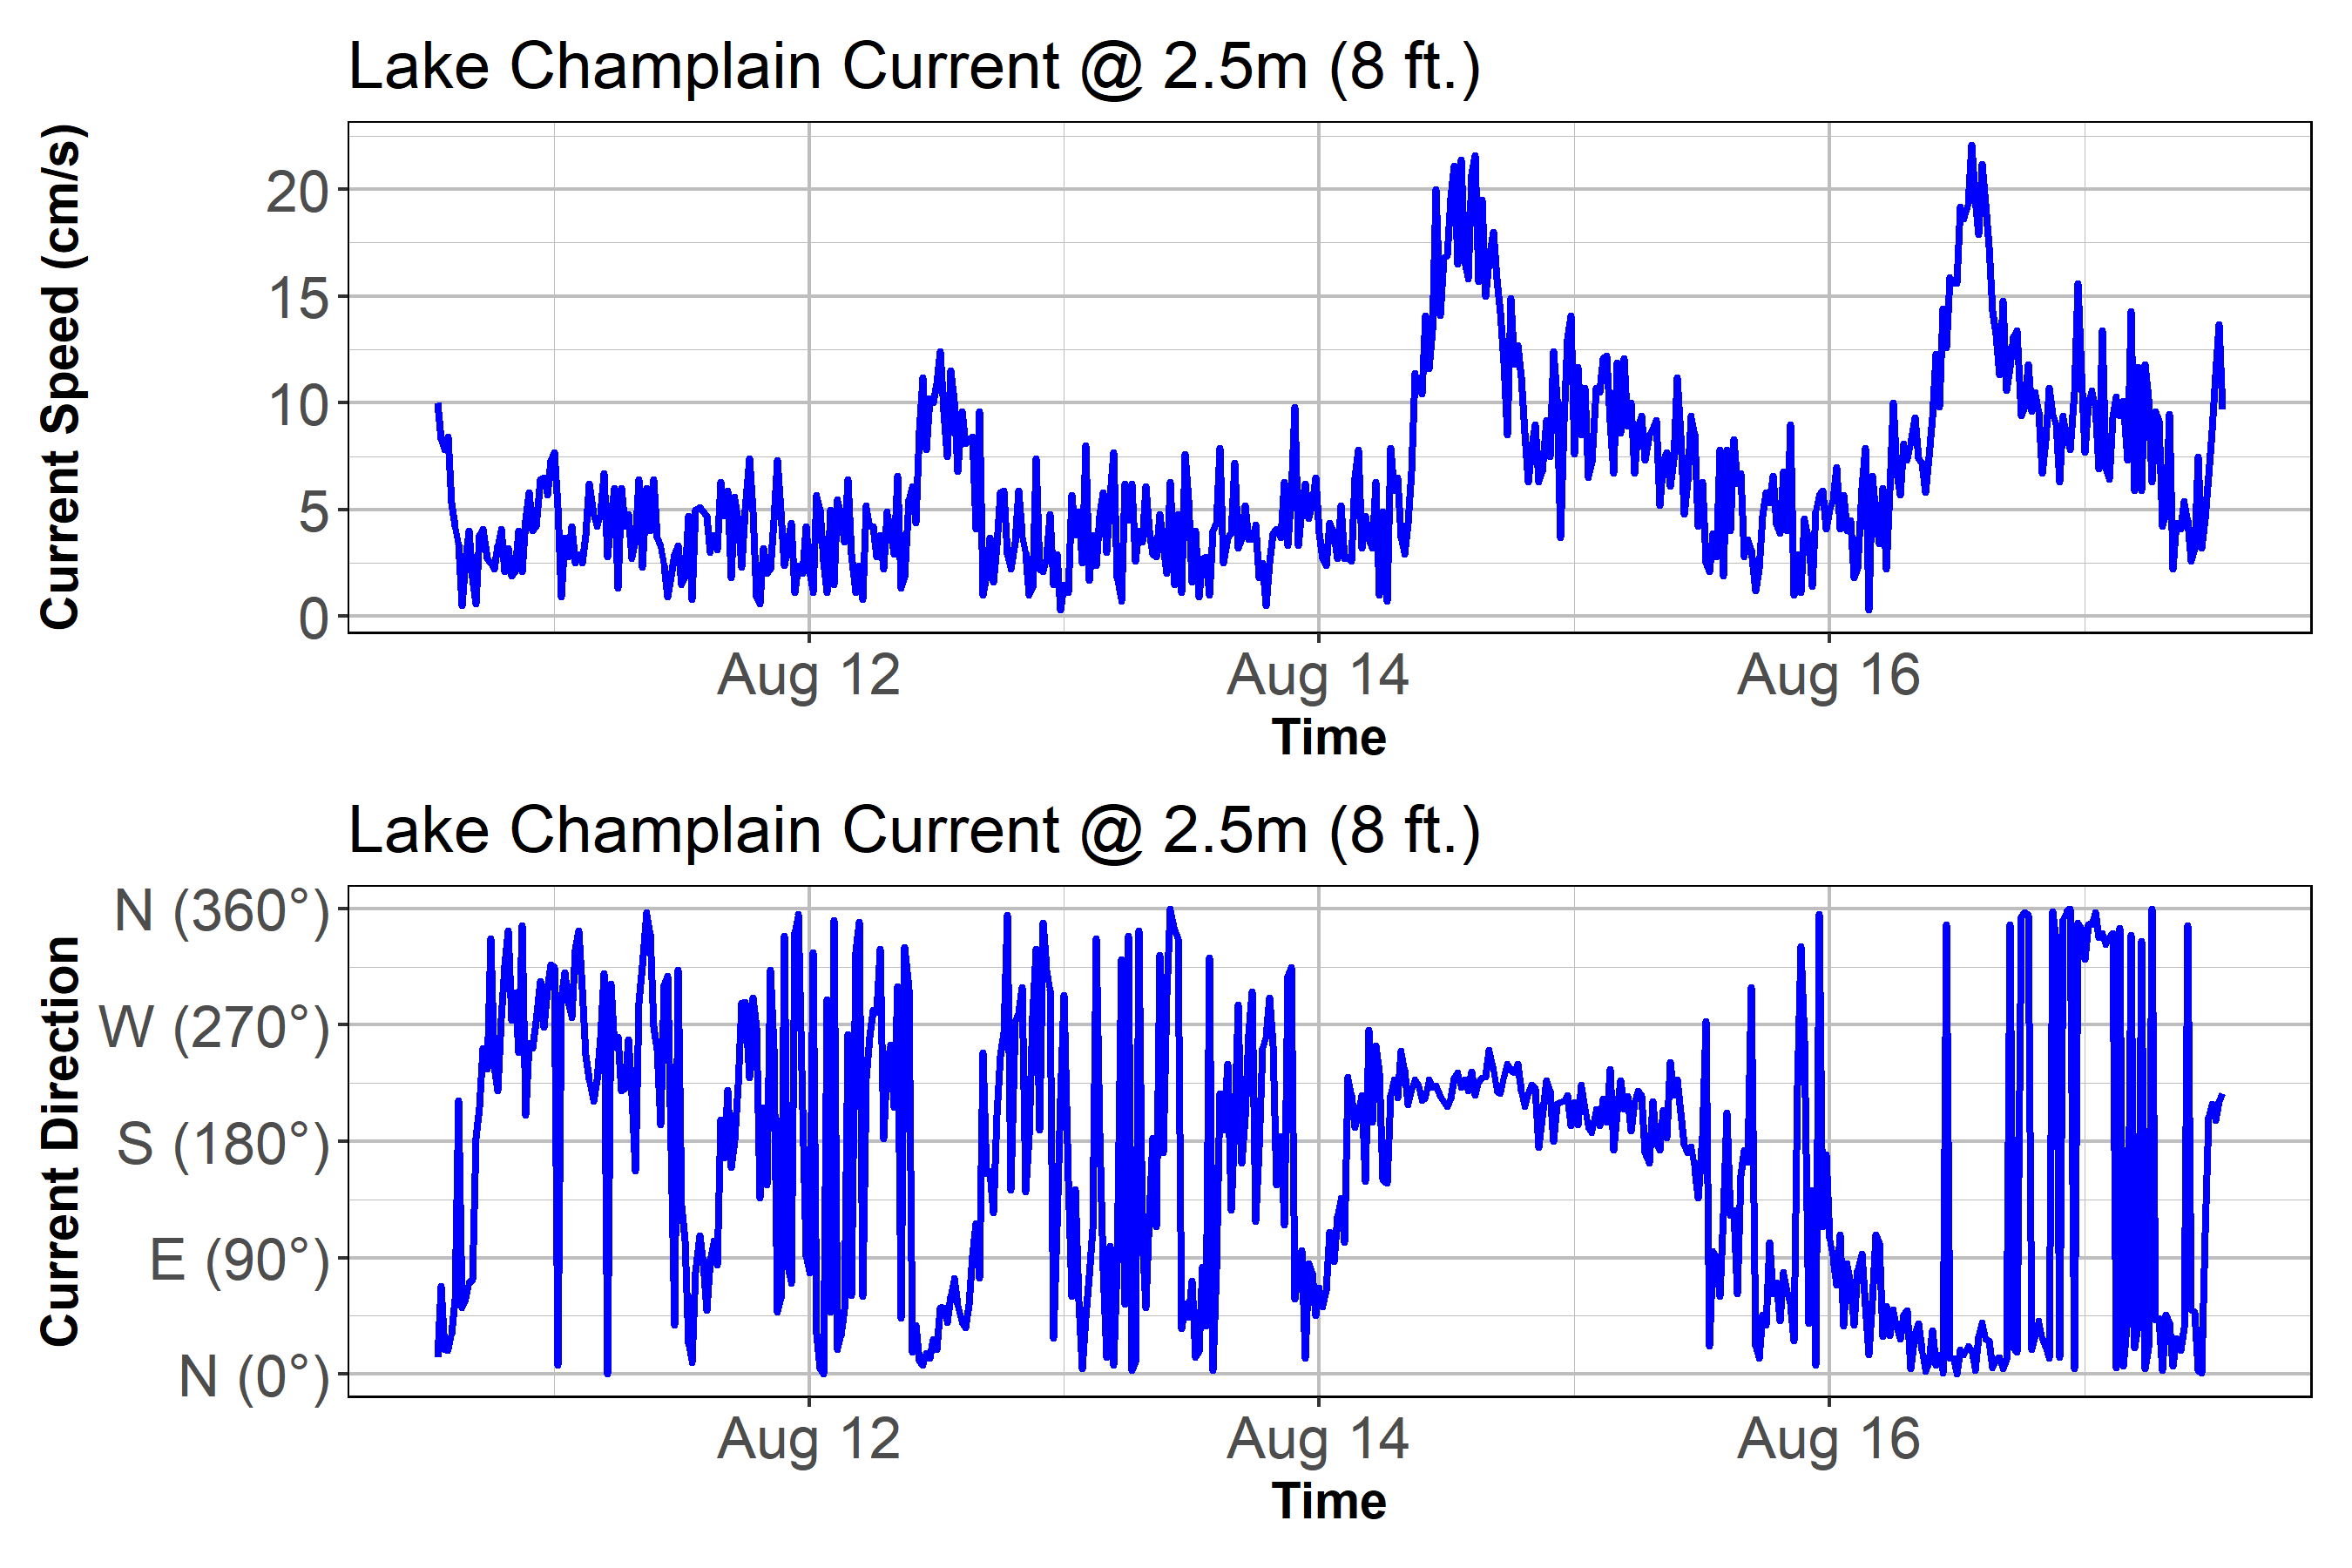 Lake Champlain Current @ 2.5m (8 ft.)
Current Speed (cm/s)
20
15
10
5
0
Aug 12 Aug 14 Aug 16
Time
Lake Champlain Current @ 2.5m (8 ft.)
Current Direction
N (360°)
W (270°)
S (180°)
E (90°)
N (0°)
Aug 12 Aug 14 Aug 16
Time